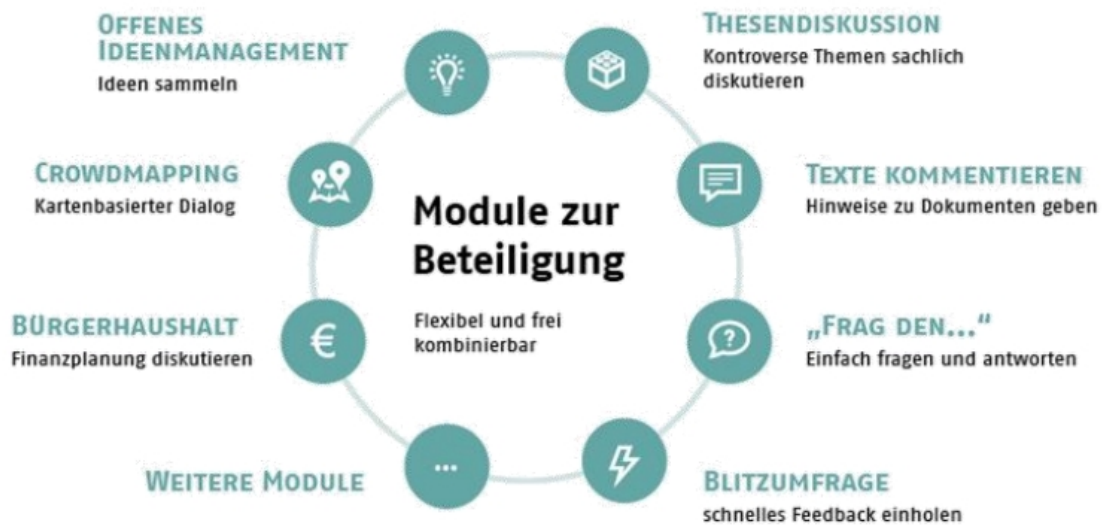 Module zur
Beteiligung
Flexibel und frei
kombinierbar
OFFENES
IDEENMANAGEMENT
Ideen sammeln
THESENDISKUSSION
Kontroverse Themen sachlich
diskutieren
CROWDMAPPING
Kartenbasierter Dialog
TEXTE KOMMENTIEREN
Hinweise zu Dokumenten geben
BÜRGERHAUSHALT
Finanzplanung diskutieren
€
„FRAG DEN...“
Einfach fragen und antworten
?
WEITERE MODULE
...
BLITZUMFRAGE
schnelles Feedback einholen